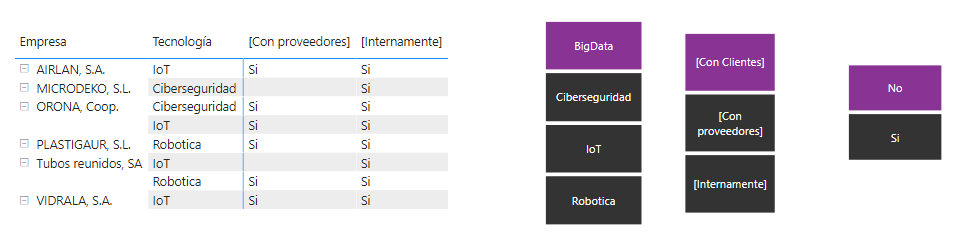 Empresa Tecnología [Con proveedores] [Internamente]
AIRLAN, S.A. IoT Si Si
MICRODEKO, S.L. Ciberseguridad Si
ORONA, Coop. Ciberseguridad Si Si
IoT Si Si
PLASTIGAUR, S.L. Robotica Si Si
Tubos reunidos, SA IoT Si
Robotica Si Si
VIDRALA, S.A. IoT Si Si
BigData
Ciberseguridad
IoT
Robotica
[Con Clientes]
[Con
proveedores]
[Internamente]
No
Si